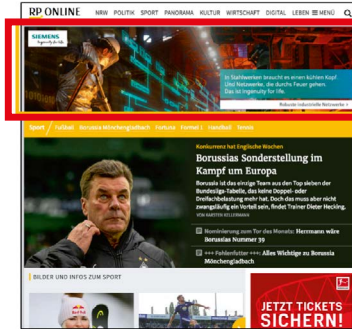 RP ONLINE
NRW POLITIK SPORT PANORAMA KULTUR WIRTSCHAFT DIGITAL LEBEN MENÜ
SIEMENS
Ingenuity for life
In Stahlwerken braucht es einen kühlen Kopf.
Und Netzwerke, die durchs Feuer gehen.
Das ist Ingenuity for life.
Robuste industrielle Netzwerke >
Sport / Fußball Borussia Mönchengladbach Fortuna Formel 1 Handball Tennis
Konkurrenz hat Englische Wochen
Borussias Sonderstellung im
Kampf um Europa
Borussia ist das einzige Team aus den Top sieben der
Bundesliga-Tabelle, das keine Doppel- oder
Dreifachbelastung mehr hat. Doch das muss aber nicht
zwangsläufig ein Vorteil sein, findet Trainer Dieter Hecking.
VON KARSTEN KELLERMANN
Nominierung zum Tor des Monats: Herrmann wäre
Borussias Nummer 39
+++ Fohlenfutter +++: Alles Wichtige zu Borussia
Mönchengladbach
BILDER UND INFOS ZUM SPORT
Red Bull
JETZT TICKETS
SICHERN!